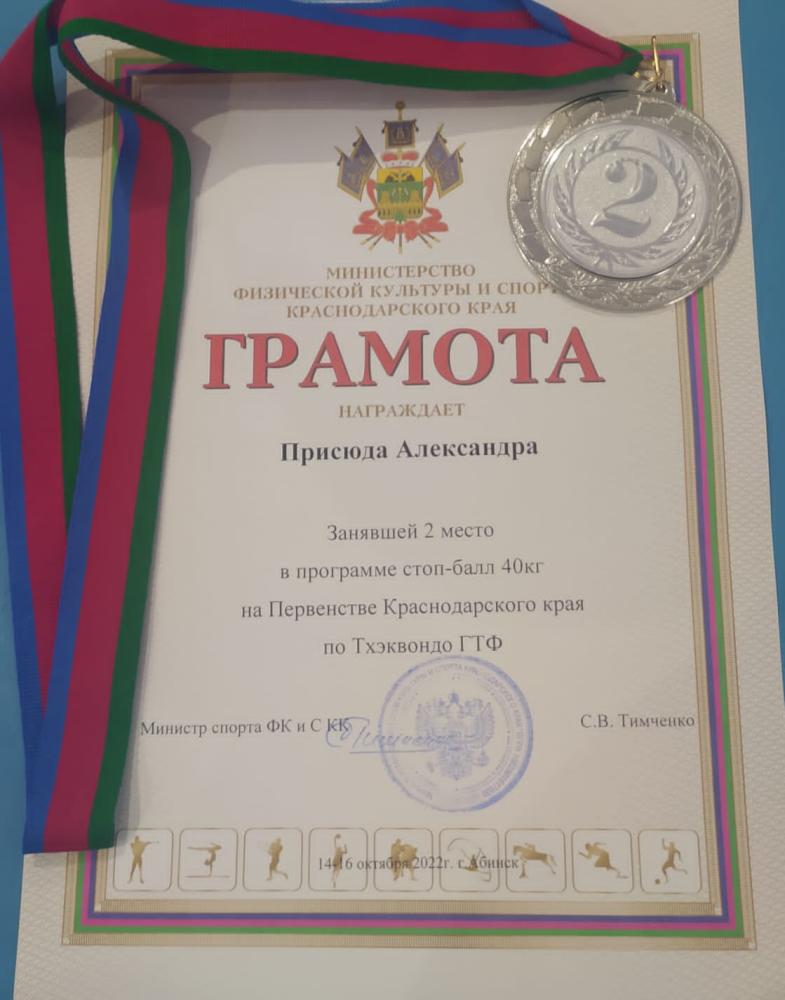 2
МИНИСТЕРСТВО
ФИЗИЧЕСКОЙ КУЛЬТУРЫ И СПОРТ
КРАСНОДАРСКОГО КРАЯ
ГРАМОТА
НАГРАЖДАЕТ
Присюда Александра
Занявшей 2 место
в программе стоп-балл 40кг
на Первенстве Краснодарского края
по Тхэквондо ГТФ
Министр спорта ФК и С КК
С.В. Тимченко
14-16 октября 2022г. г.Абинск